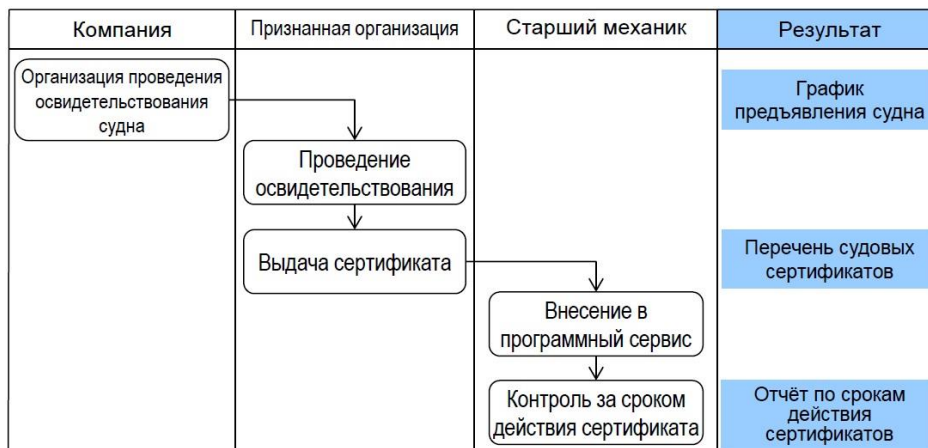 Компания
Признанная организация
Старший механик
Результат
Организация проведения
освидетельствования
судна
График
предъявления судна
Проведение
освидетельствования
Выдача сертификата
Перечень судовых
сертификатов
Внесение в
программный сервис
Контроль за сроком
действия сертификата
Отчёт по срокам
действия
сертификатов